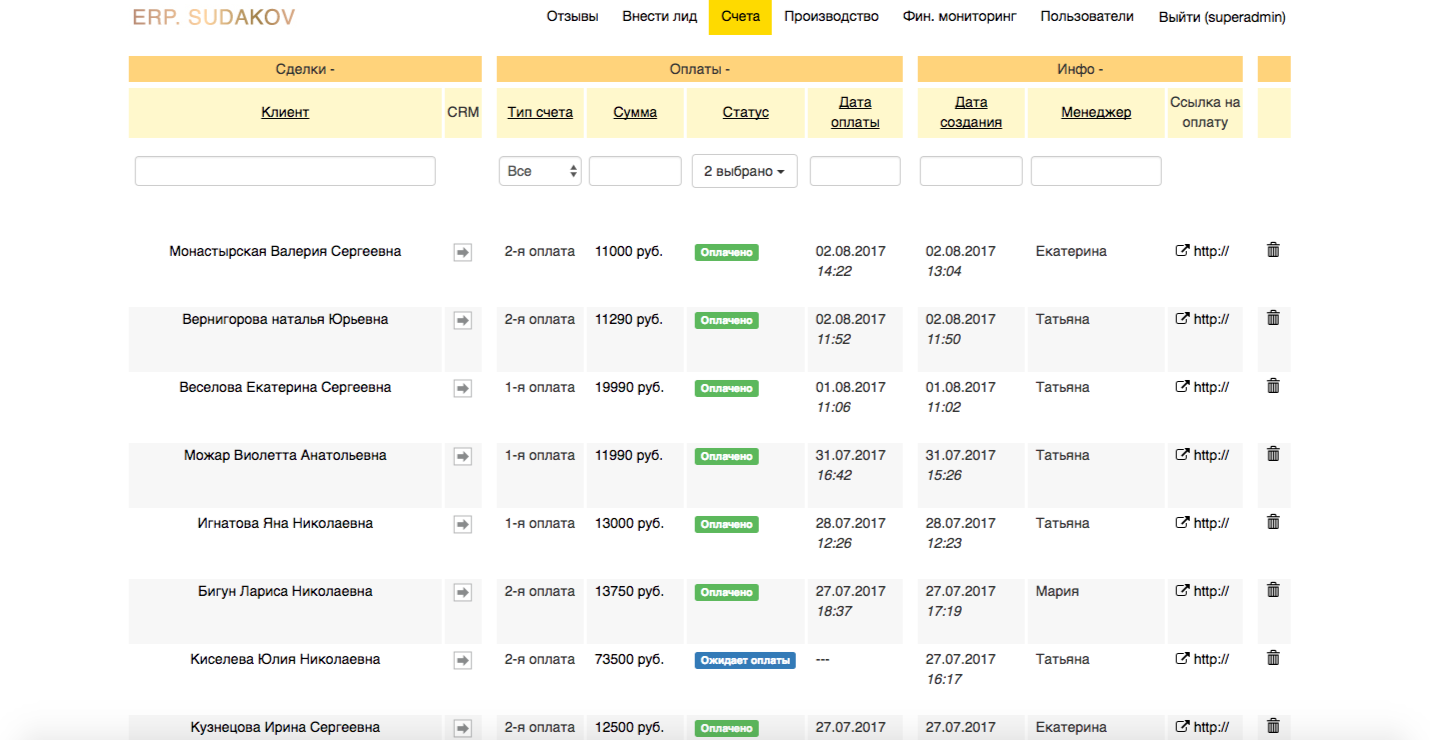 ERP. SUDAKOV Отзывы Внести лид Счета Производство Фин. мониторинг Пользователи Выйти (superadmin)
Сделки - Оплаты - Инфо -
Клиент CRM Тип счета Сумма Статус Дата оплаты Дата создания Менеджер Ссылка на оплату
Все 2 выбрано
Монастырская Валерия Сергеевна 2-я оплата 11000 руб. Оплачено 02.08.2017 02.08.2017 Екатерина http://
14:22 13:04
Вернигорова наталья Юрьевна 2-я оплата 11290 руб. Оплачено 02.08.2017 02.08.2017 Татьяна http://
11:52 11:50
Веселова Екатерина Сергеевна 1-я оплата 19990 руб. Оплачено 01.08.2017 01.08.2017 Татьяна http://
11:06 11:02
Можар Виолетта Анатольевна 1-я оплата 11990 руб. Оплачено 31.07.2017 31.07.2017 Татьяна http://
16:42 15:26
Игнатова Яна Николаевна 1-я оплата 13000 руб. Оплачено 28.07.2017 28.07.2017 Татьяна http://
12:26 12:23
Бигун Лариса Николаевна 2-я оплата 13750 руб. Оплачено 27.07.2017 27.07.2017 Мария http://
18:37 17:19
Киселева Юлия Николаевна 2-я оплата 73500 руб. Ожидает оплаты --- 27.07.2017 Татьяна http://
16:17
Кузнецова Ирина Сергеевна 2-я оплата 12500 руб. Оплачено 27.07.2017 27.07.2017 Екатерина http://